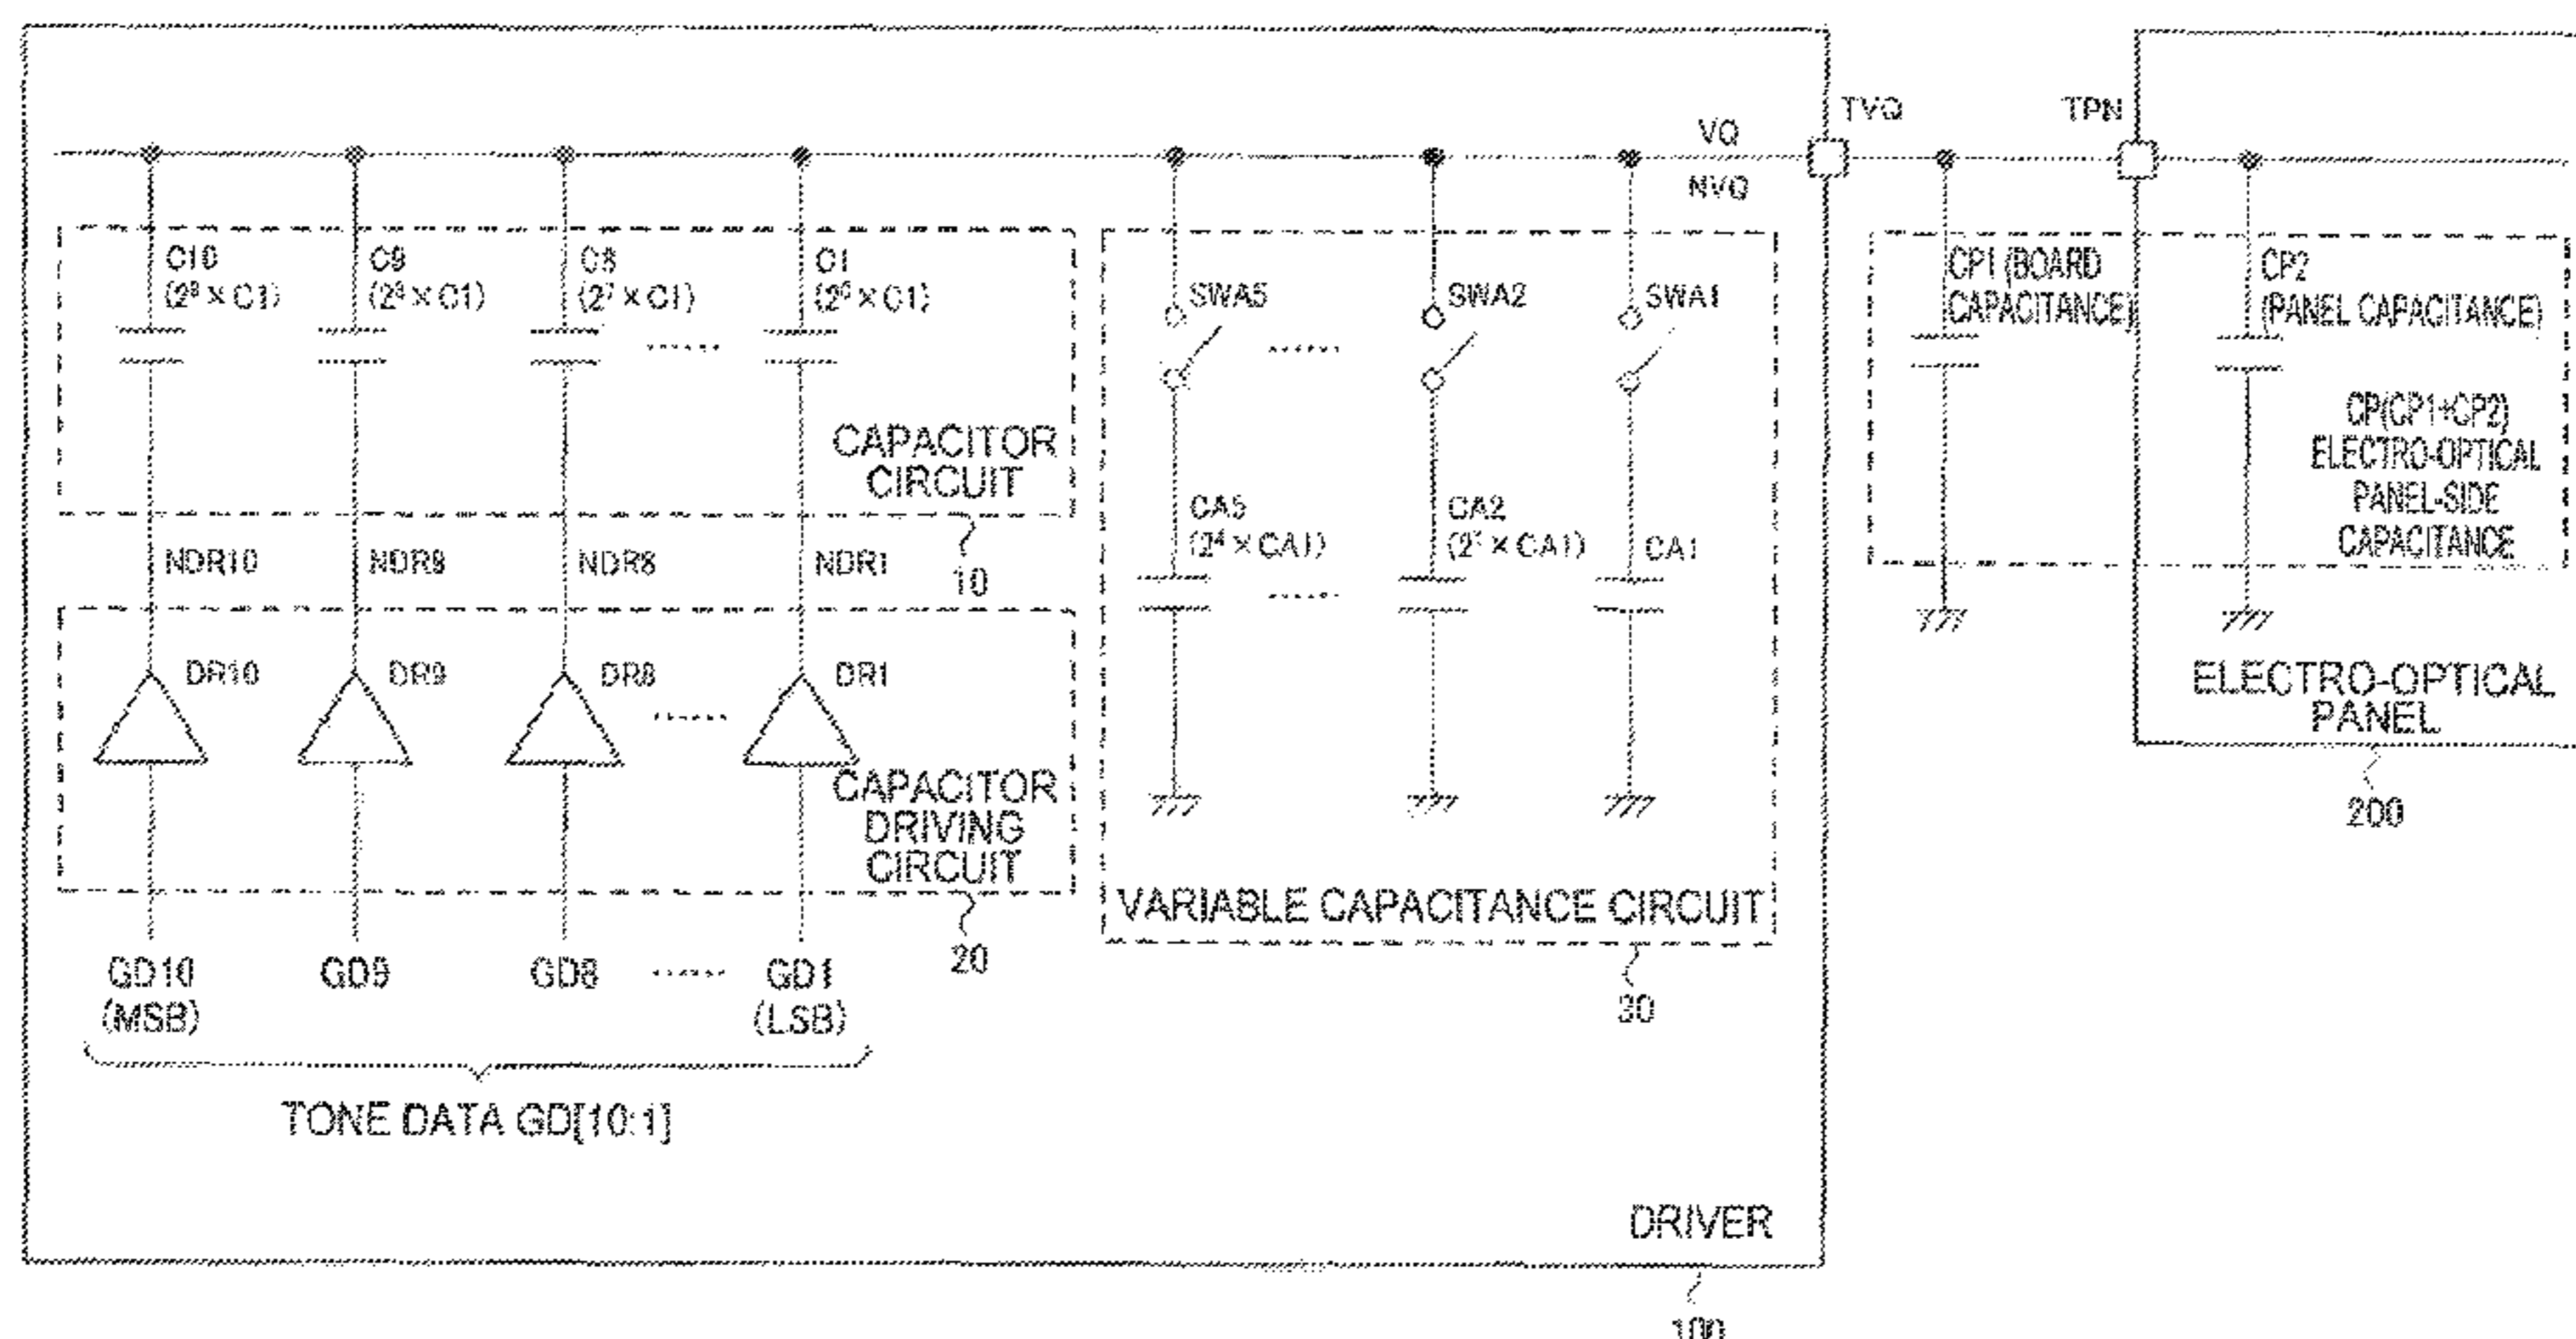 VQ
NVQ
TVQ
TPN
C10
(2⁹×C1)
C9
(2⁸×C1)
C8
(2⁷×C1)
C1
(2⁰×C1)
SWA5
SWA2
SWA1
CP1 (BOARD
CAPACITANCE)
CP2
(PANEL CAPACITANCE)
CP(CP1+CP2)
ELECTRO-OPTICAL
PANEL-SIDE
CAPACITANCE
CAPACITOR
CIRCUIT
10
CA5
(2⁴×CA1)
CA2
(2¹×CA1)
CA1
NDR10
NDR9
NDR8
NDR1
DR10
DR9
DR8
DR1
CAPACITOR
DRIVING
CIRCUIT
20
VARIABLE CAPACITANCE CIRCUIT
30
ELECTRO-OPTICAL
PANEL
200
GD10
(MSB)
GD9
GD8
GD1
(LSB)
TONE DATA GD[10:1]
DRIVER
100